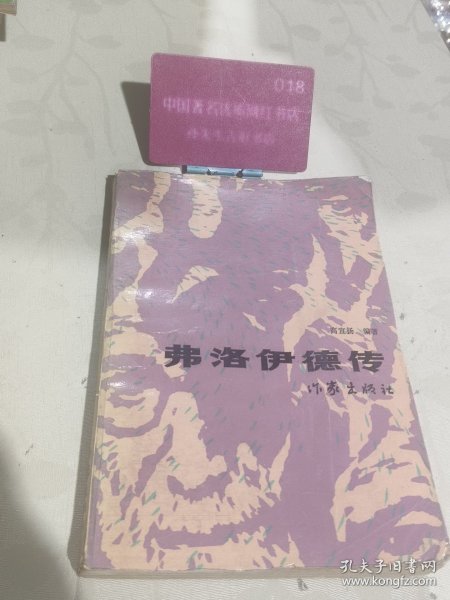 018
高宣扬 编著
弗洛伊德传
作家出版社
孔夫子旧书网
www.kongfz.com